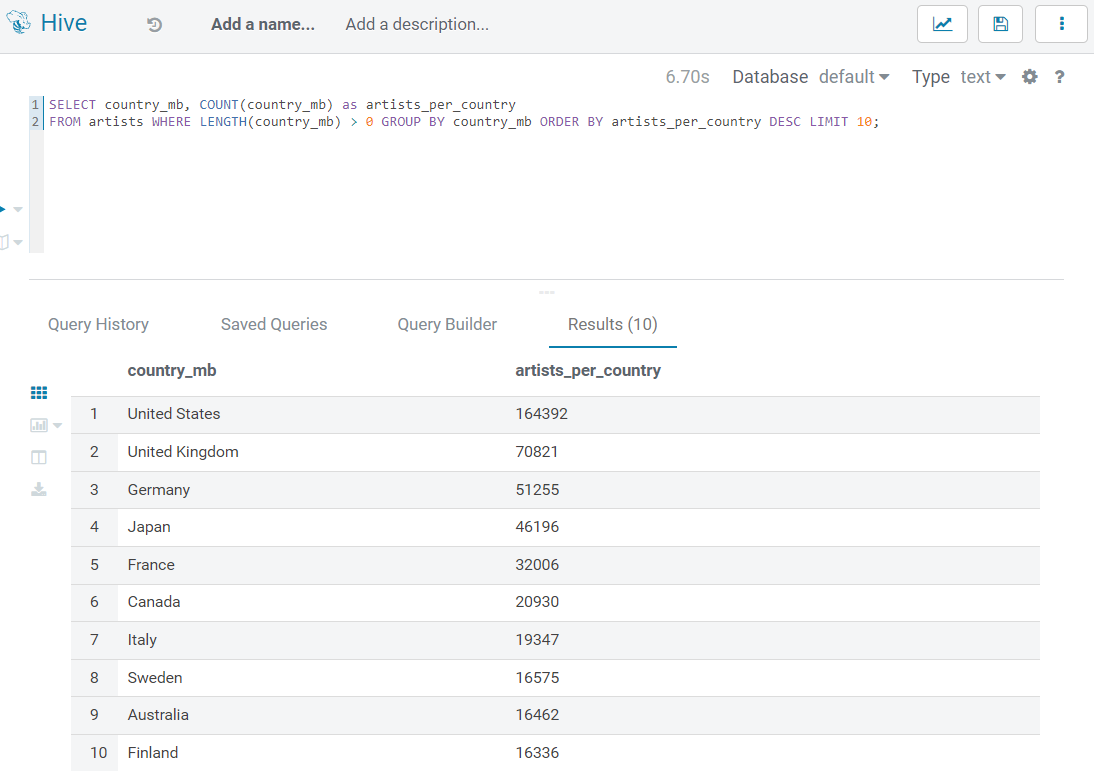 Hive Add a name... Add a description...
6.70s Database default Type text ?
1 SELECT country_mb, COUNT(country_mb) as artists_per_country
2 FROM artists WHERE LENGTH(country_mb) > 0 GROUP BY country_mb ORDER BY artists_per_country DESC LIMIT 10;
Query History Saved Queries Query Builder Results (10)
country_mb artists_per_country
1 United States 164392
2 United Kingdom 70821
3 Germany 51255
4 Japan 46196
5 France 32006
6 Canada 20930
7 Italy 19347
8 Sweden 16575
9 Australia 16462
10 Finland 16336